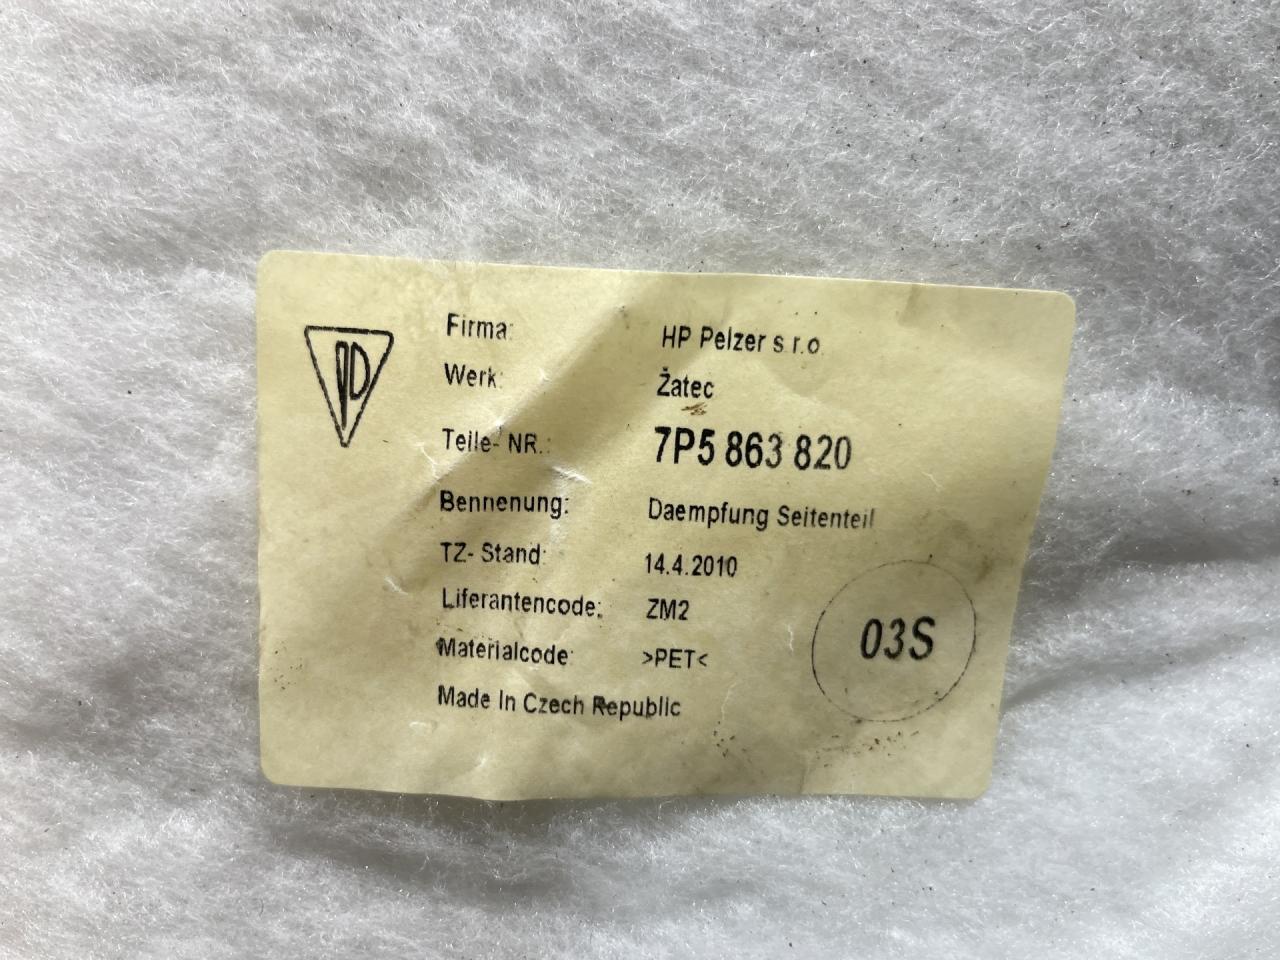 Firma: HP Pelzer s.r.o.
Werk: Žatec
Teile- NR.: 7P5 863 820
Bennenung: Daempfung Seitenteil
TZ- Stand: 14.4.2010
Liferantencode: ZM2
Materialcode: >PET<
03S
Made In Czech Republic